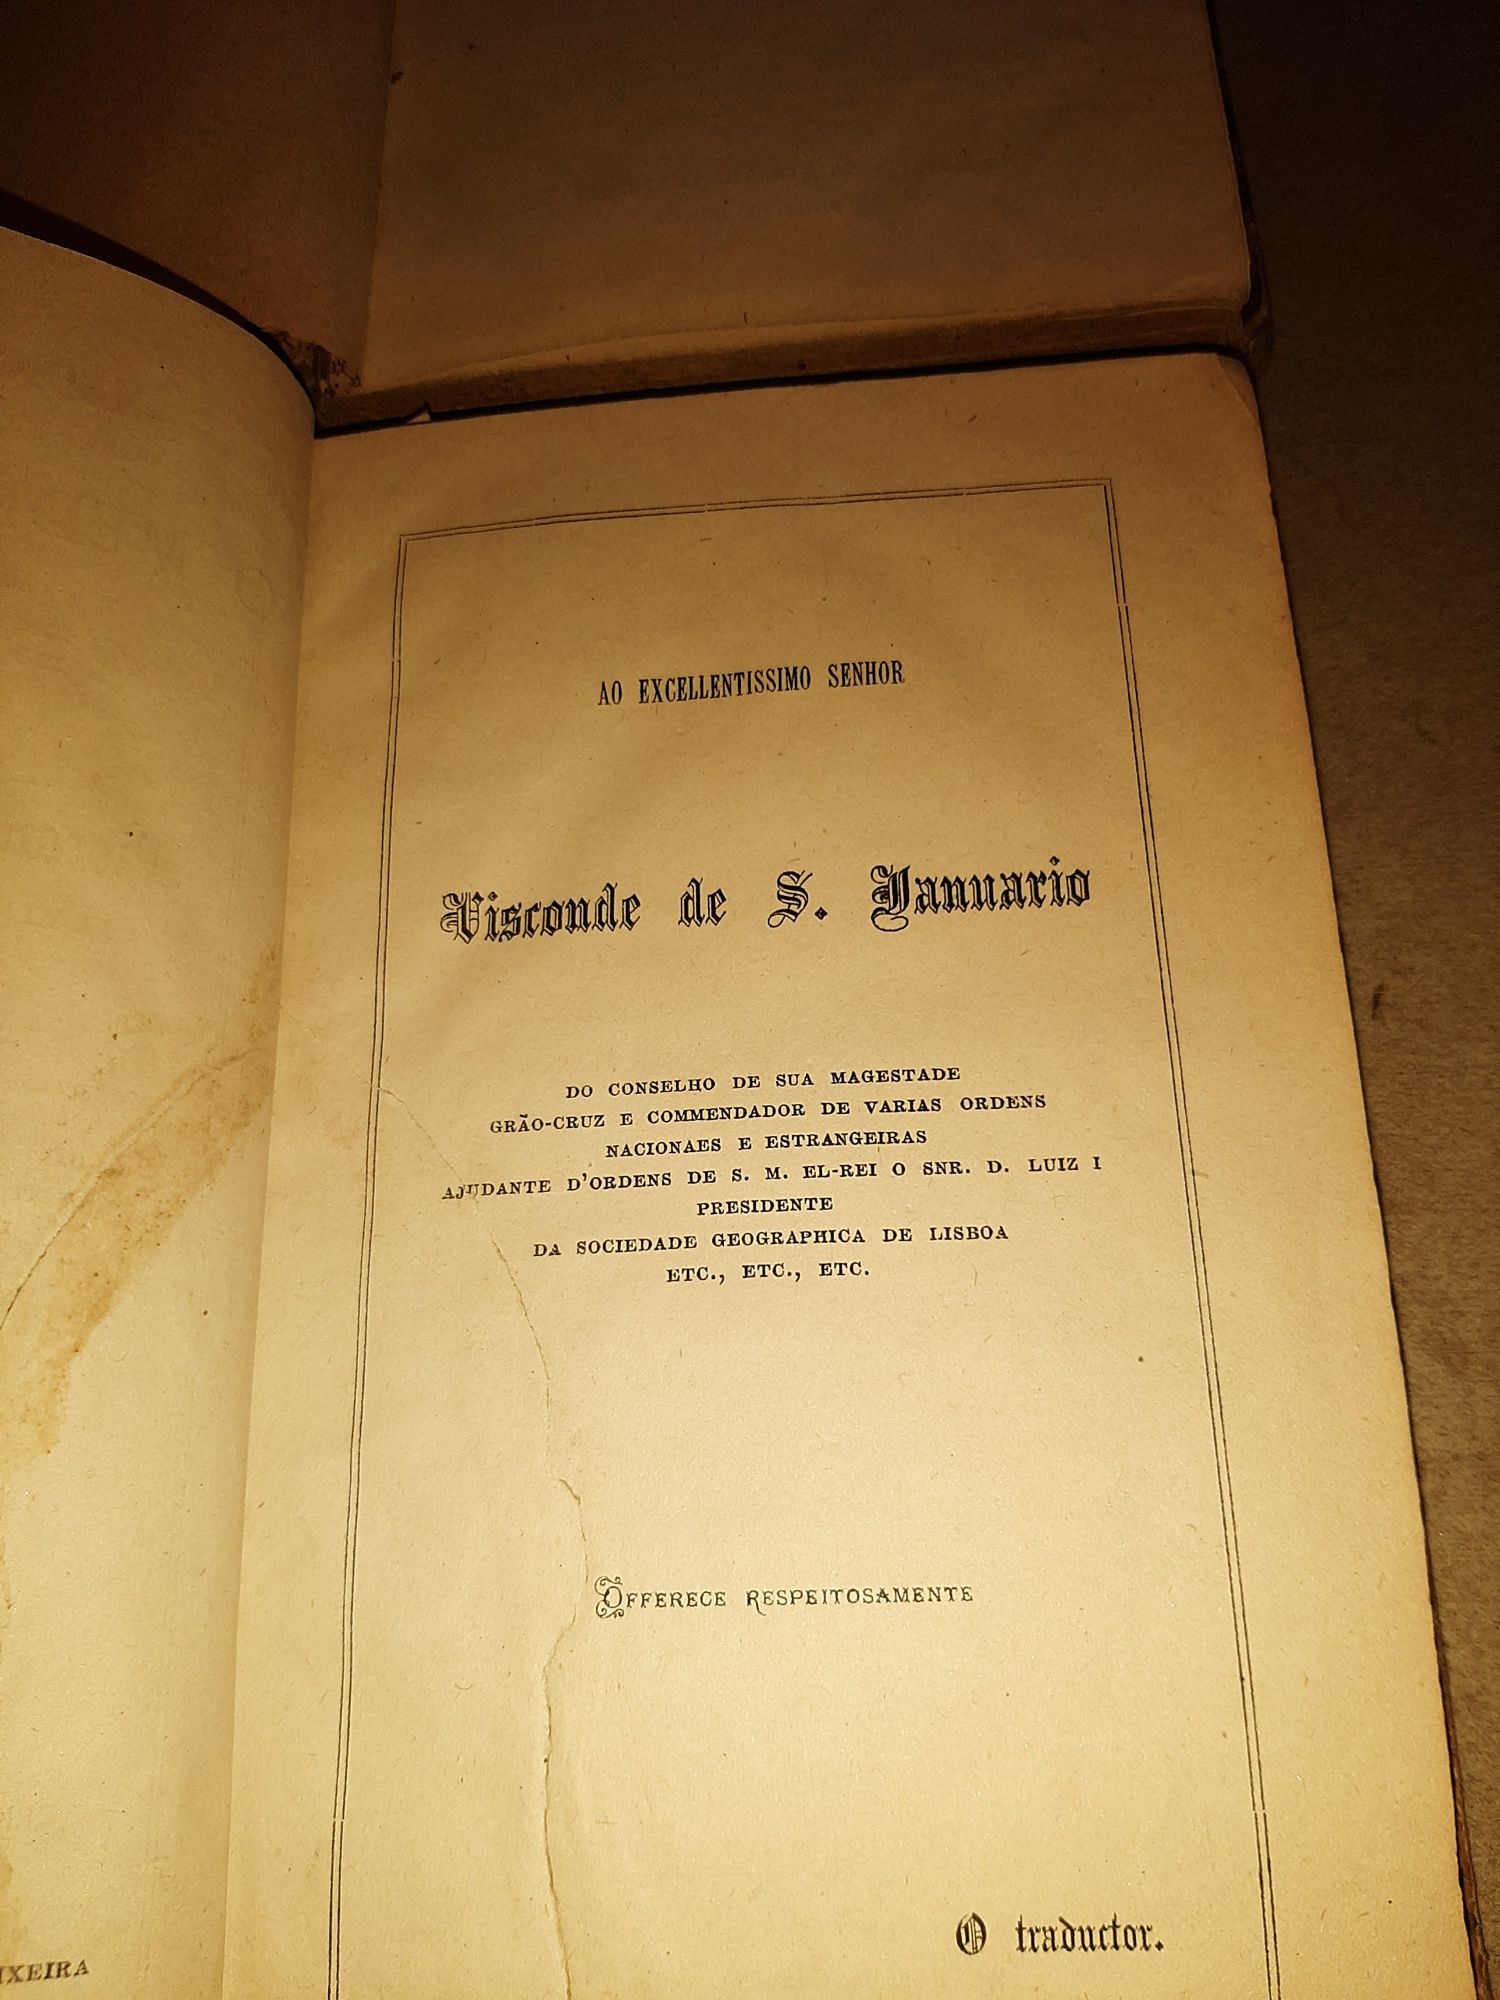 AO EXCELLENTISSIMO SENHOR
Visconde de S. Januario
DO CONSELHO DE SUA MAGESTADE
GRÃO-CRUZ E COMMENDADOR DE VARIAS ORDENS
NACIONAES E ESTRANGEIRAS
AJUDANTE D'ORDENS DE S. M. EL-REI O SNR. D. LUIZ I
PRESIDENTE
DA SOCIEDADE GEOGRAPHICA DE LISBOA
ETC., ETC., ETC.
OFFERECE RESPEITOSAMENTE
O traductor.